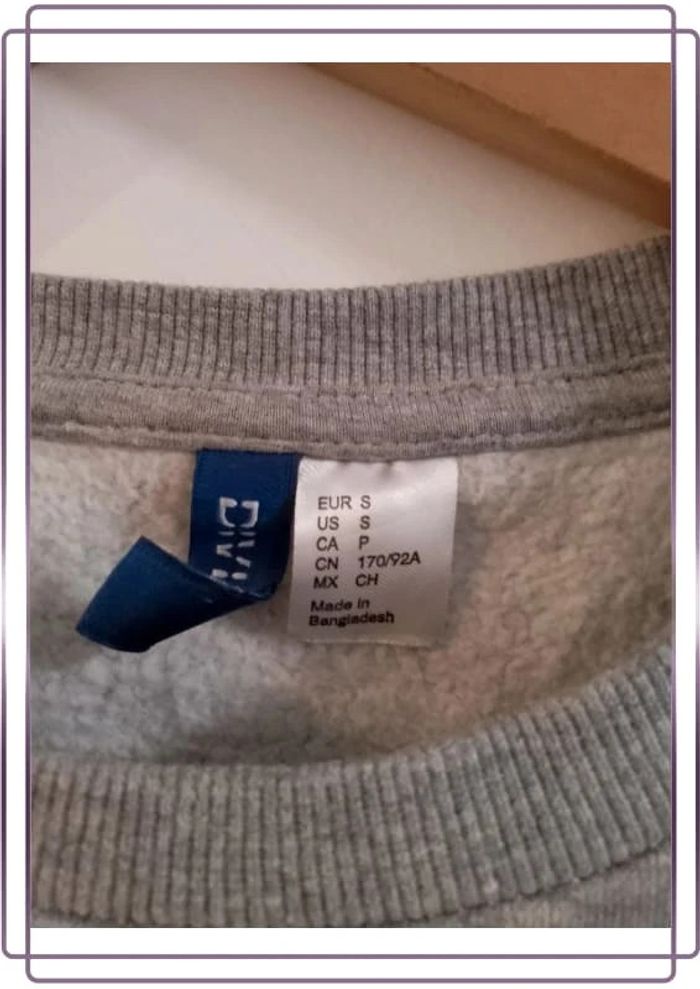 EUR S
US S
CA P
CN 170/92A
MX CH
Made in
Bangladesh